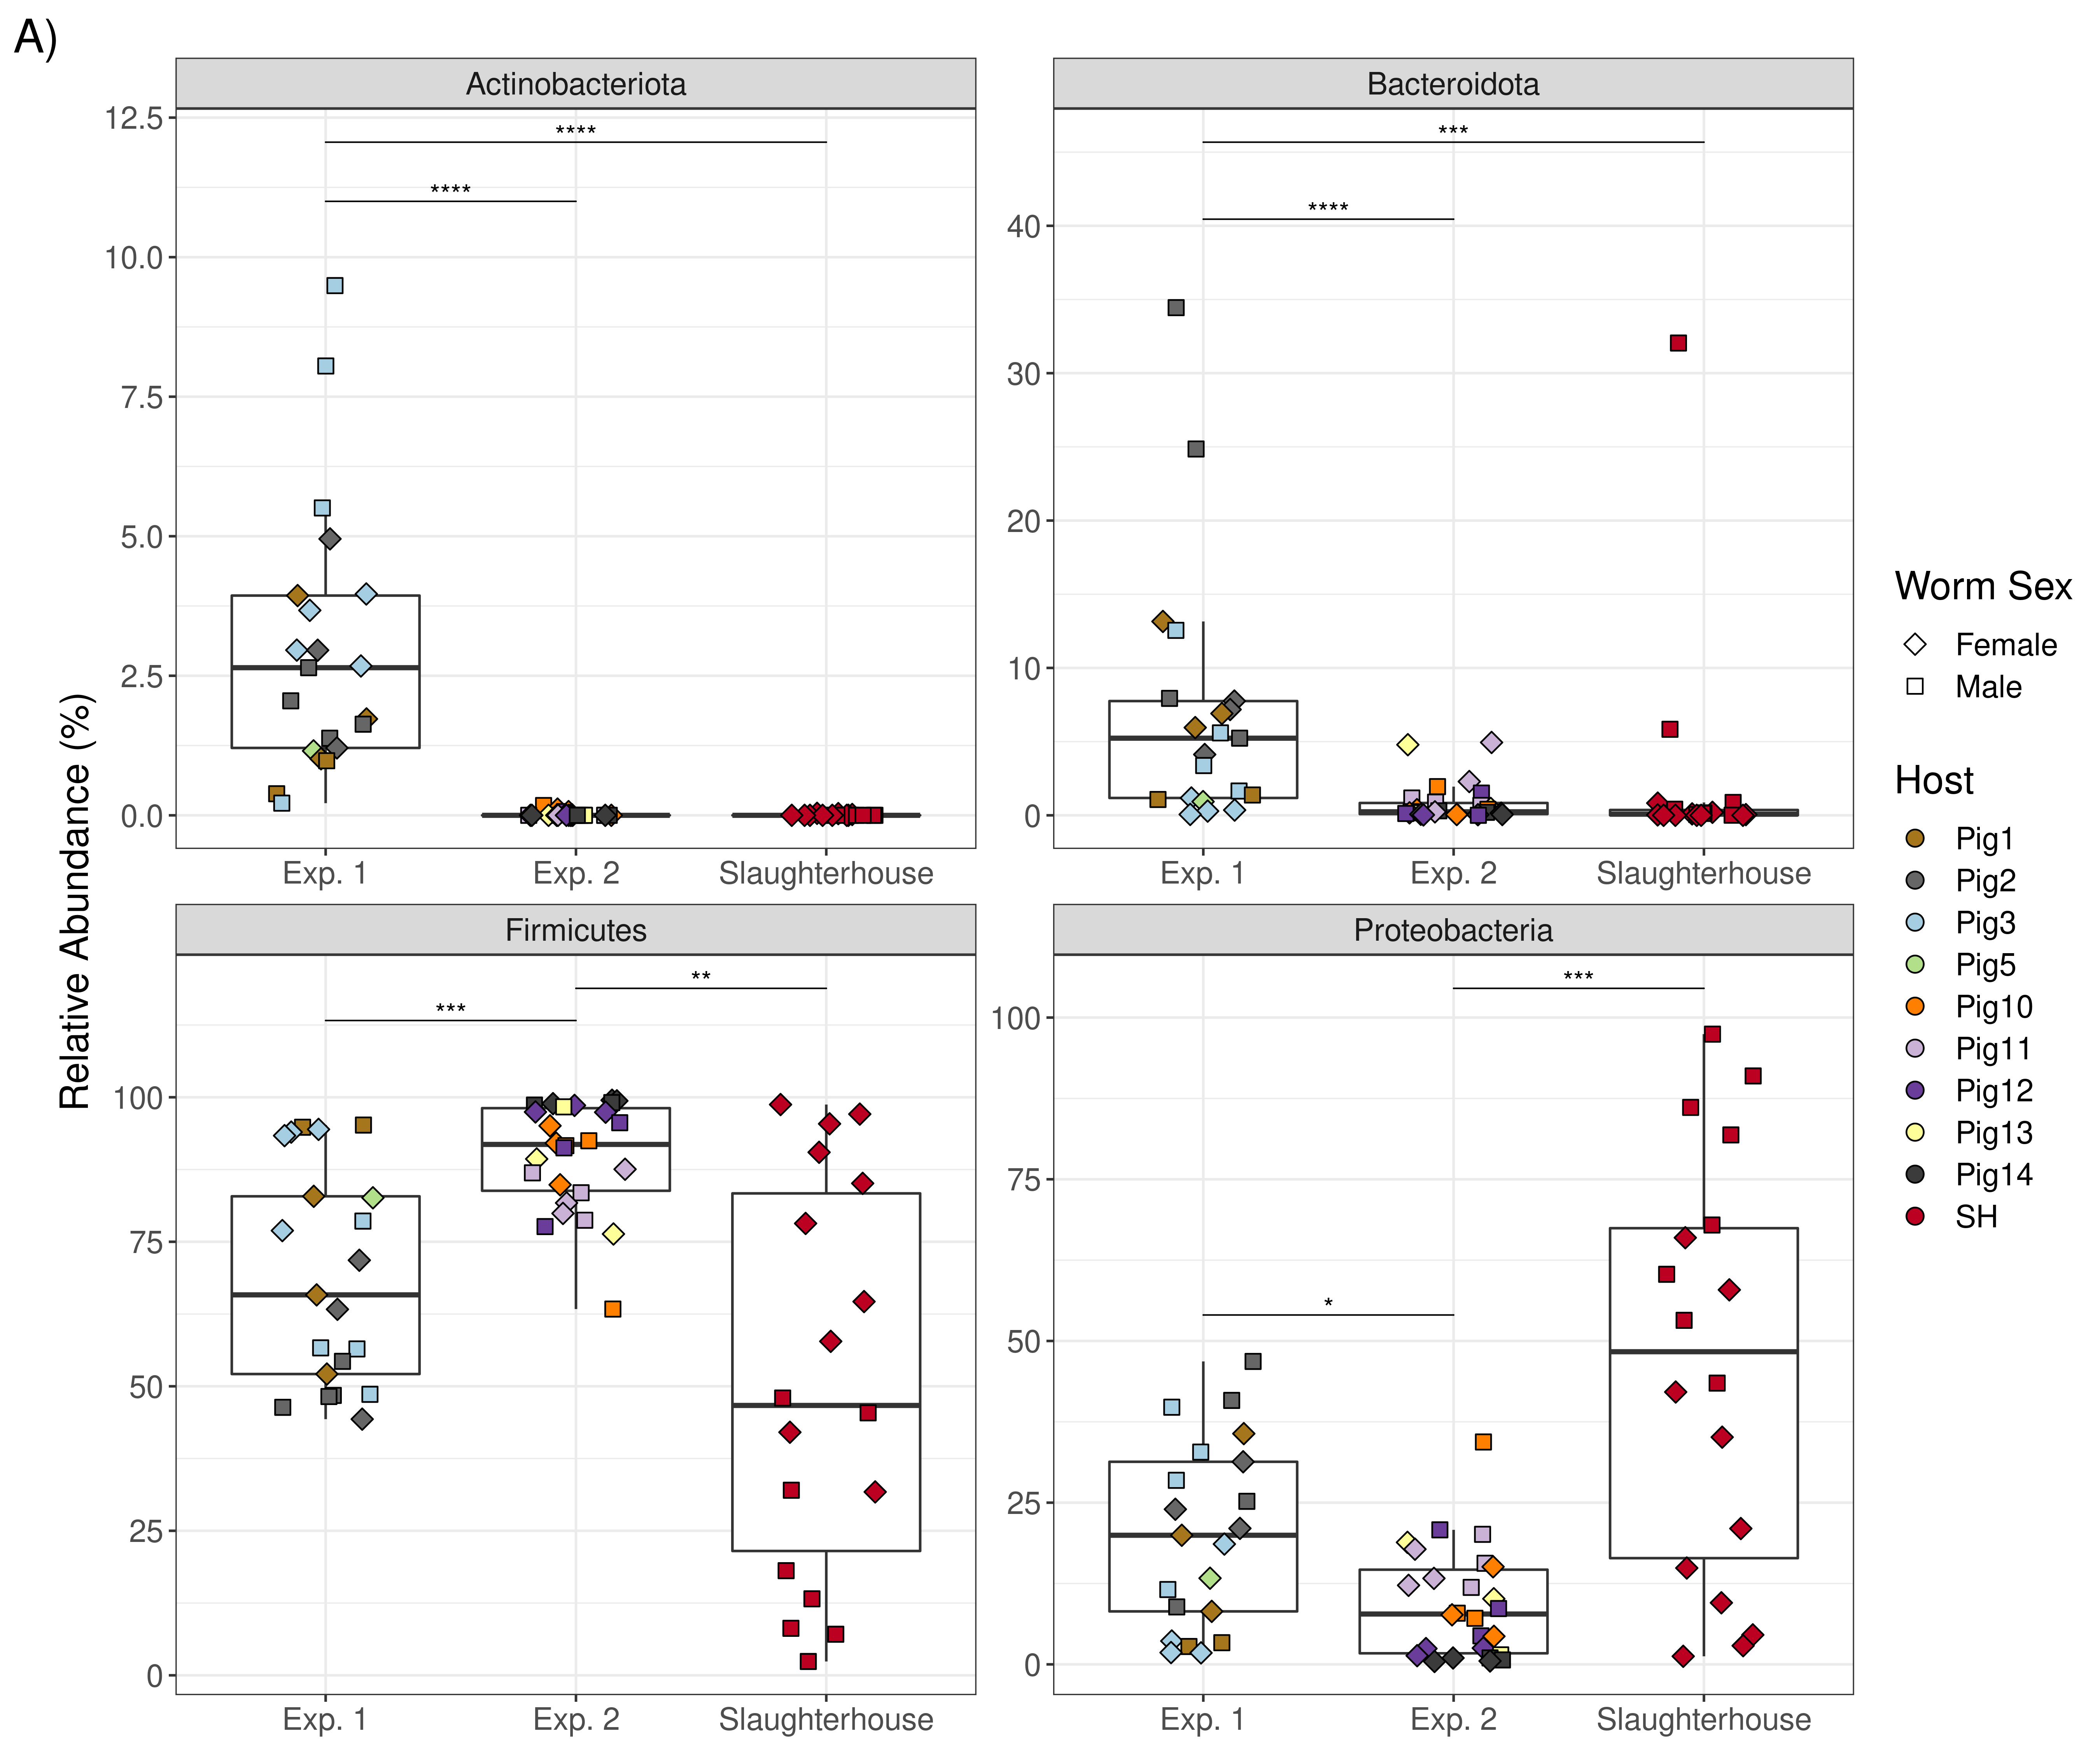 A)
Actinobacteriota
12.5
10.0
7.5
5.0
2.5
0.0
****
****
Exp. 1 Exp. 2 Slaughterhouse
Bacteroidota
40
30
20
10
0
***
****
Exp. 1 Exp. 2 Slaughterhouse
Relative Abundance (%)
Firmicutes
100
75
50
25
0
**
***
Exp. 1 Exp. 2 Slaughterhouse
Proteobacteria
100
75
50
25
0
***
*
Exp. 1 Exp. 2 Slaughterhouse
Worm Sex
Female
Male
Host
Pig1
Pig2
Pig3
Pig5
Pig10
Pig11
Pig12
Pig13
Pig14
SH